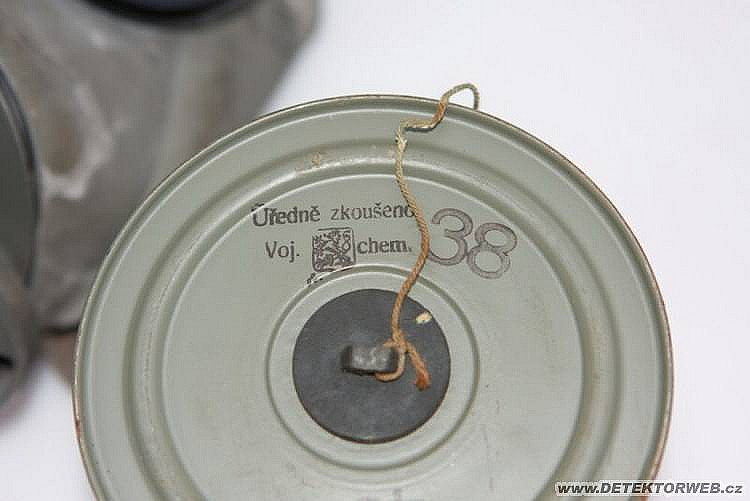 Úředně zkoušeno
Voj. chem. 38
www.DETEKTORWEB.cz